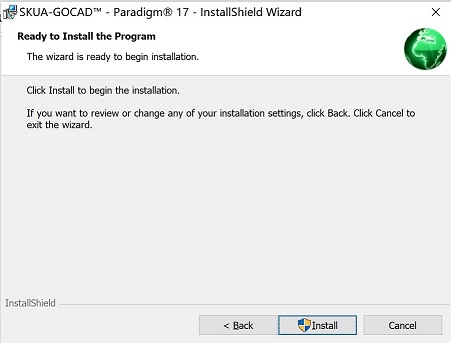 SKUA-GOCAD™ - Paradigm® 17 - InstallShield Wizard
Ready to Install the Program
The wizard is ready to begin installation.
Click Install to begin the installation.
If you want to review or change any of your installation settings, click Back. Click Cancel to
exit the wizard.
InstallShield
< Back
Install
Cancel